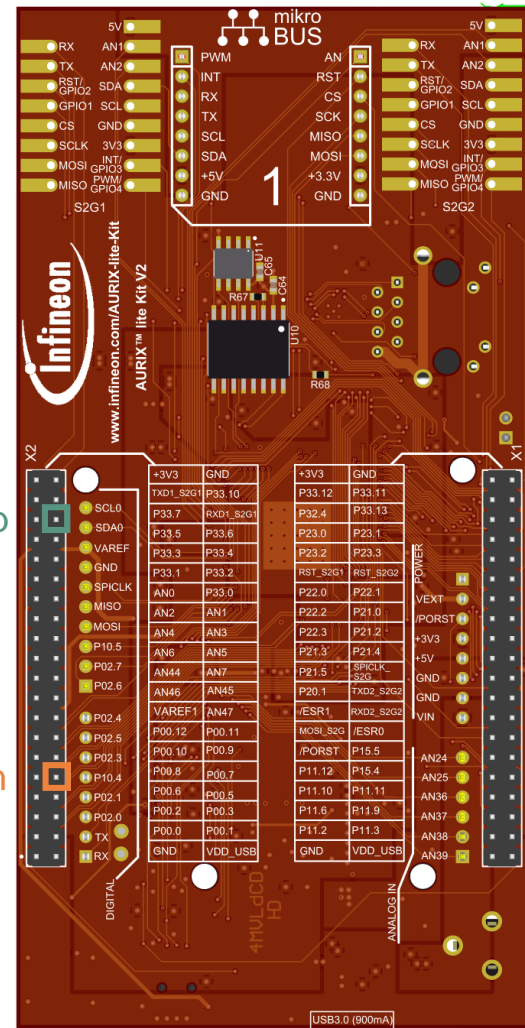 mikro
BUS
5V
RX AN1
TX AN2
RST/
GPIO2 SDA
GPIO1 SCL
CS GND
SCLK 3V3
MOSI INT/
GPIO3
MISO PWM/
GPIO4
S2G1
PWM AN
INT RST
RX CS
TX SCK
SCL MISO
SDA MOSI
+5V +3.3V
GND GND
1
5V
RX AN1
TX AN2
RST/
GPIO2 SDA
GPIO1 SCL
CS GND
SCLK 3V3
MOSI INT/
GPIO3
MISO PWM/
GPIO4
S2G2
infineon
www.infineon.com/AURIX-lite-Kit
AURIX™ lite Kit V2
U11
C65
C64
R67
U10
R68
X2
X1
SCL0
SDA0
VAREF
GND
SPICLK
MISO
MOSI
P10.5
P02.7
P02.6
P02.4
P02.5
P02.3
P10.4
P02.1
P02.0
TX
RX
DIGITAL
+3V3 GND
TXD1_S2G1 P33.10
P33.7 RXD1_S2G1
P33.5 P33.6
P33.3 P33.4
P33.1 P33.2
AN0 P33.0
AN2 AN1
AN4 AN3
AN6 AN5
AN44 AN7
AN46 AN45
VAREF1 AN47
P00.12 P00.11
P00.10 P00.9
P00.8 P00.7
P00.6 P00.5
P00.2 P00.3
P00.0 P00.1
GND VDD_USB
+3V3 GND
P33.12 P33.11
P32.4 P33.13
P23.0 P23.1
P23.2 P23.3
RST_S2G1 RST_S2G2
P22.0 P22.1
P22.2 P21.0
P22.3 P21.2
P21.3 P21.4
P21.5 SPICLK_
S2G
P20.1 TXD2_S2G2
/ESR1 RXD2_S2G2
MOSI_S2G /ESR0
/PORST P15.5
P11.12 P15.4
P11.10 P11.11
P11.6 P11.9
P11.2 P11.3
GND VDD_USB
POWER
VEXT
/PORST
+3V3
+5V
GND
GND
VIN
AN24
AN25
AN36
AN37
AN38
AN39
ANALOG IN
4MVLdCD
HD
USB3.0 (900mA)